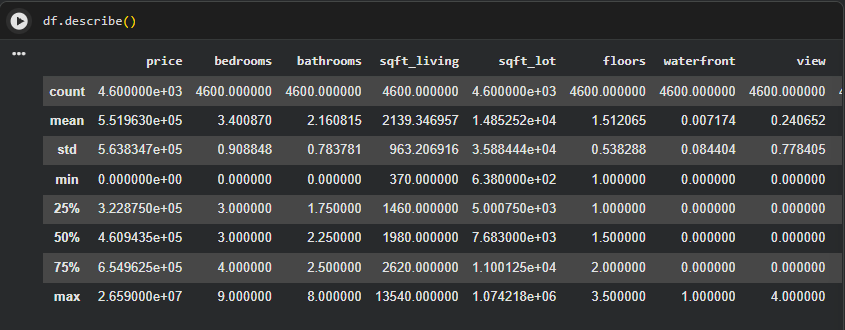 df.describe()
price bedrooms bathrooms sqft_living sqft_lot floors waterfront view
count 4.600000e+03 4600.000000 4600.000000 4600.000000 4.600000e+03 4600.000000 4600.000000 4600.000000
mean 5.519630e+05 3.400870 2.160815 2139.346957 1.485252e+04 1.512065 0.007174 0.240652
std 5.638347e+05 0.908848 0.783781 963.206916 3.588444e+04 0.538288 0.084404 0.778405
min 0.000000e+00 0.000000 0.000000 370.000000 6.380000e+02 1.000000 0.000000 0.000000
25% 3.228750e+05 3.000000 1.750000 1460.000000 5.000750e+03 1.000000 0.000000 0.000000
50% 4.609435e+05 3.000000 2.250000 1980.000000 7.683000e+03 1.500000 0.000000 0.000000
75% 6.549625e+05 4.000000 2.500000 2620.000000 1.100125e+04 2.000000 0.000000 0.000000
max 2.659000e+07 9.000000 8.000000 13540.000000 1.074218e+06 3.500000 1.000000 4.000000